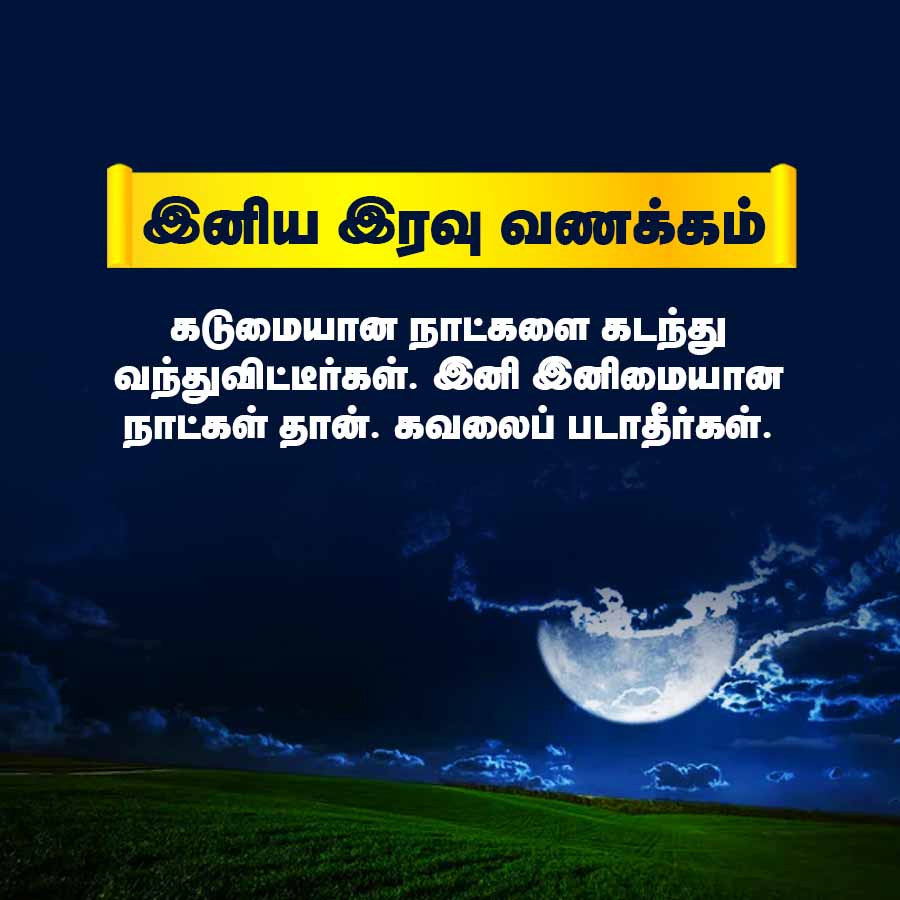 இனிய இரவு வணக்கம்
கடுமையான நாட்களை கடந்து
வந்துவிட்டீர்கள். இனி இனிமையான
நாட்கள் தான். கவலைப் படாதீர்கள்.